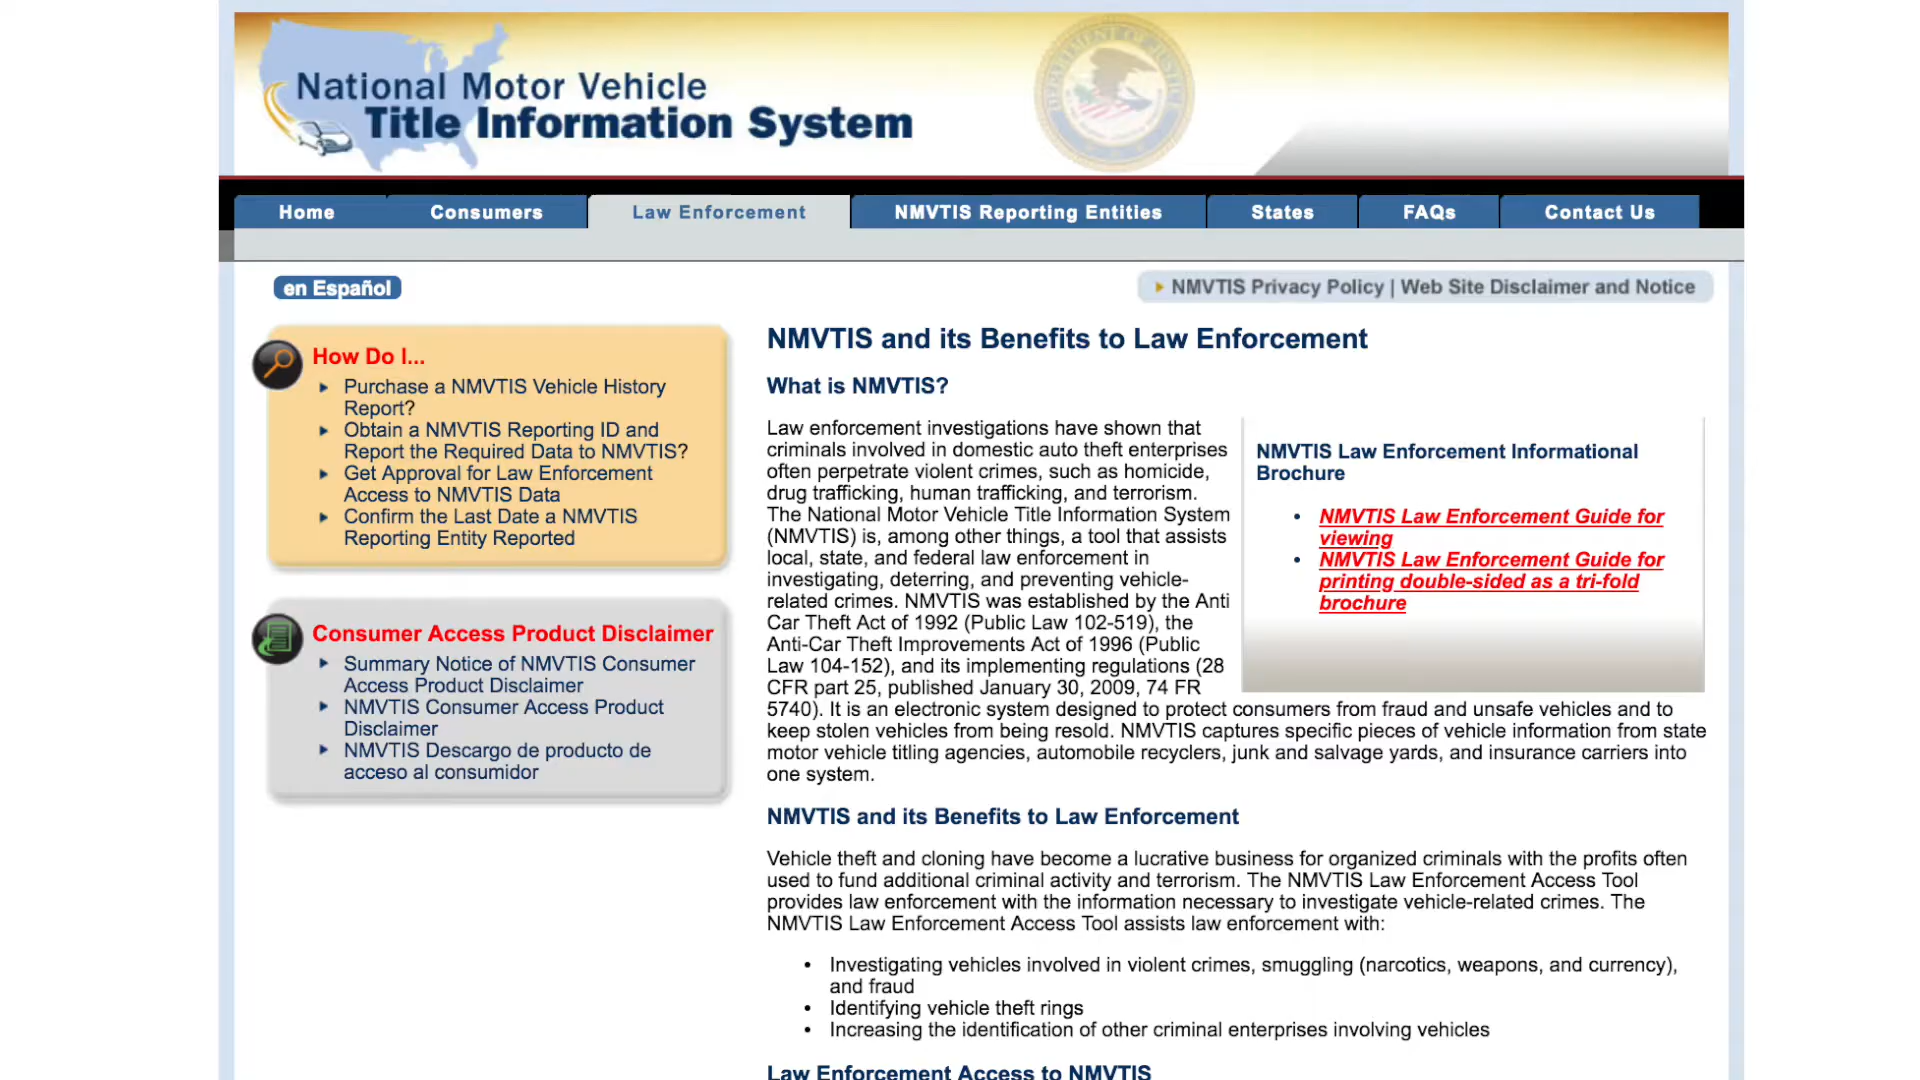 National Motor Vehicle
Title Information System
DEPARTMENT OF JUSTICE
Home
Consumers
Law Enforcement
NMVTIS Reporting Entities
States
FAQs
Contact Us
en Español
NMVTIS Privacy Policy | Web Site Disclaimer and Notice
How Do I...
Purchase a NMVTIS Vehicle History
Report?
Obtain a NMVTIS Reporting ID and
Report the Required Data to NMVTIS?
Get Approval for Law Enforcement
Access to NMVTIS Data
Confirm the Last Date a NMVTIS
Reporting Entity Reported
Consumer Access Product Disclaimer
Summary Notice of NMVTIS Consumer
Access Product Disclaimer
NMVTIS Consumer Access Product
Disclaimer
NMVTIS Descargo de producto de
acceso al consumidor
NMVTIS and its Benefits to Law Enforcement
What is NMVTIS?
Law enforcement investigations have shown that
criminals involved in domestic auto theft enterprises
often perpetrate violent crimes, such as homicide,
drug trafficking, human trafficking, and terrorism.
The National Motor Vehicle Title Information System
(NMVTIS) is, among other things, a tool that assists
local, state, and federal law enforcement in
investigating, deterring, and preventing vehicle-
related crimes. NMVTIS was established by the Anti
Car Theft Act of 1992 (Public Law 102-519), the
Anti-Car Theft Improvements Act of 1996 (Public
Law 104-152), and its implementing regulations (28
CFR part 25, published January 30, 2009, 74 FR
5740). It is an electronic system designed to protect consumers from fraud and unsafe vehicles and to
keep stolen vehicles from being resold. NMVTIS captures specific pieces of vehicle information from state
motor vehicle titling agencies, automobile recyclers, junk and salvage yards, and insurance carriers into
one system.
NMVTIS Law Enforcement Informational
Brochure
NMVTIS Law Enforcement Guide for
viewing
NMVTIS Law Enforcement Guide for
printing double-sided as a tri-fold
brochure
NMVTIS and its Benefits to Law Enforcement
Vehicle theft and cloning have become a lucrative business for organized criminals with the profits often
used to fund additional criminal activity and terrorism. The NMVTIS Law Enforcement Access Tool
provides law enforcement with the information necessary to investigate vehicle-related crimes. The
NMVTIS Law Enforcement Access Tool assists law enforcement with:
• Investigating vehicles involved in violent crimes, smuggling (narcotics, weapons, and currency),
and fraud
• Identifying vehicle theft rings
• Increasing the identification of other criminal enterprises involving vehicles
Law Enforcement Access to NMVTIS